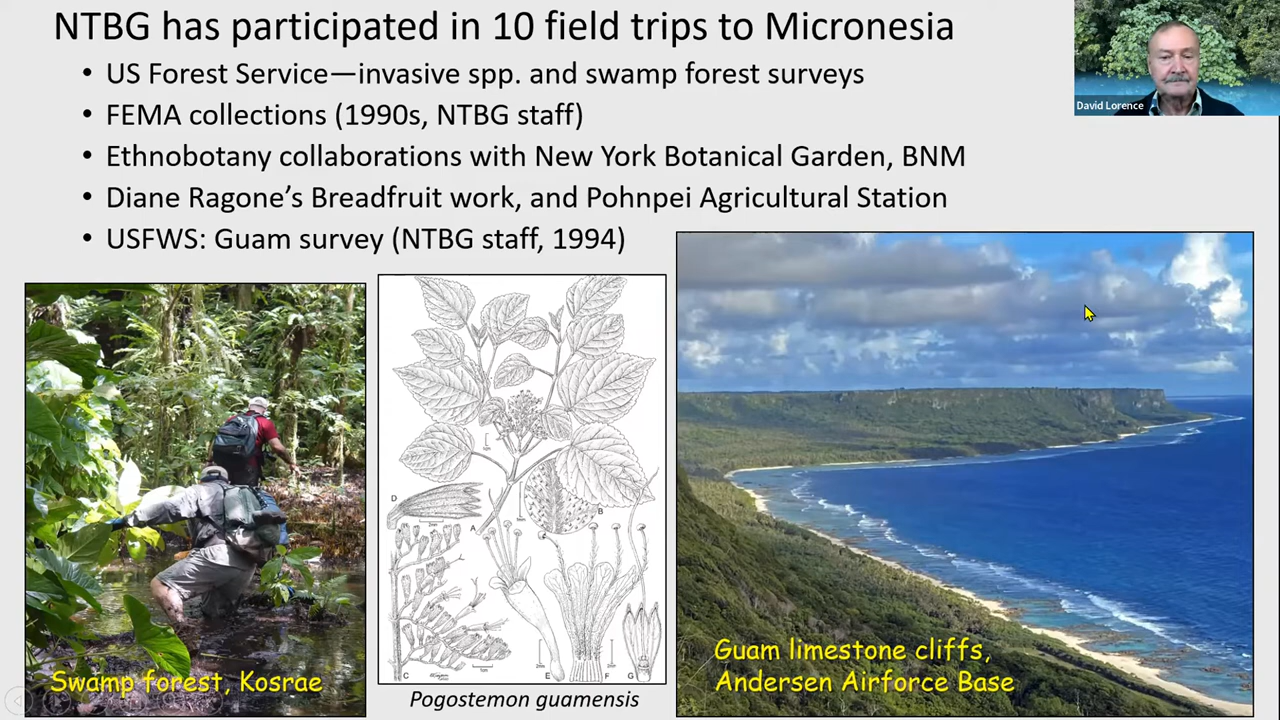 NTBG has participated in 10 field trips to Micronesia
• US Forest Service—invasive spp. and swamp forest surveys
• FEMA collections (1990s, NTBG staff)
• Ethnobotany collaborations with New York Botanical Garden, BNM
• Diane Ragone’s Breadfruit work, and Pohnpei Agricultural Station
• USFWS: Guam survey (NTBG staff, 1994)
David Lorence
D
A
B
C
E
F
G
Swamp forest, Kosrae
Pogostemon guamensis
Guam limestone cliffs,
Andersen Airforce Base